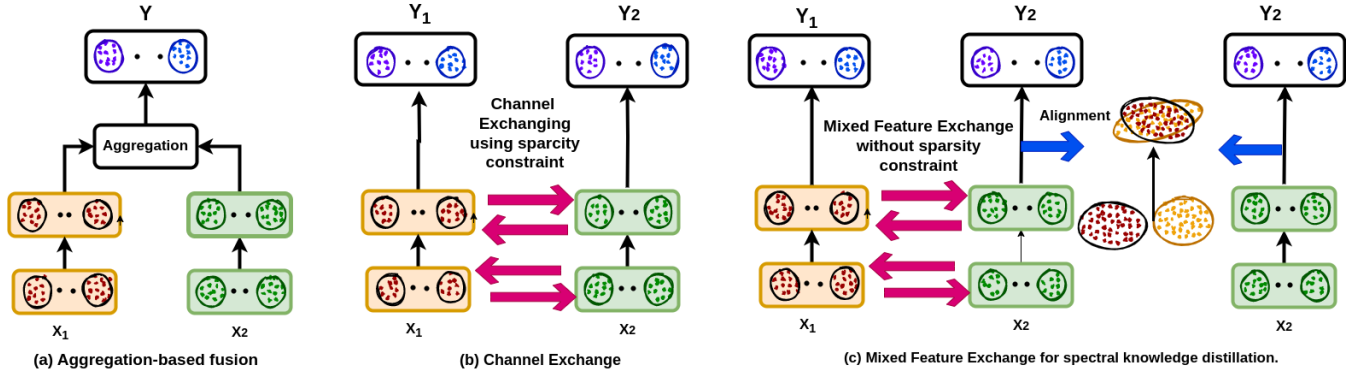 Y
Aggregation
X1
X2
(a) Aggregation-based fusion
Y1
Y2
Channel
Exchanging
using sparcity
constraint
X1
X2
(b) Channel Exchange
Y1
Y2
Y2
Mixed Feature Exchange
without sparsity
constraint
Alignment
X1
X2
X2
(c) Mixed Feature Exchange for spectral knowledge distillation.